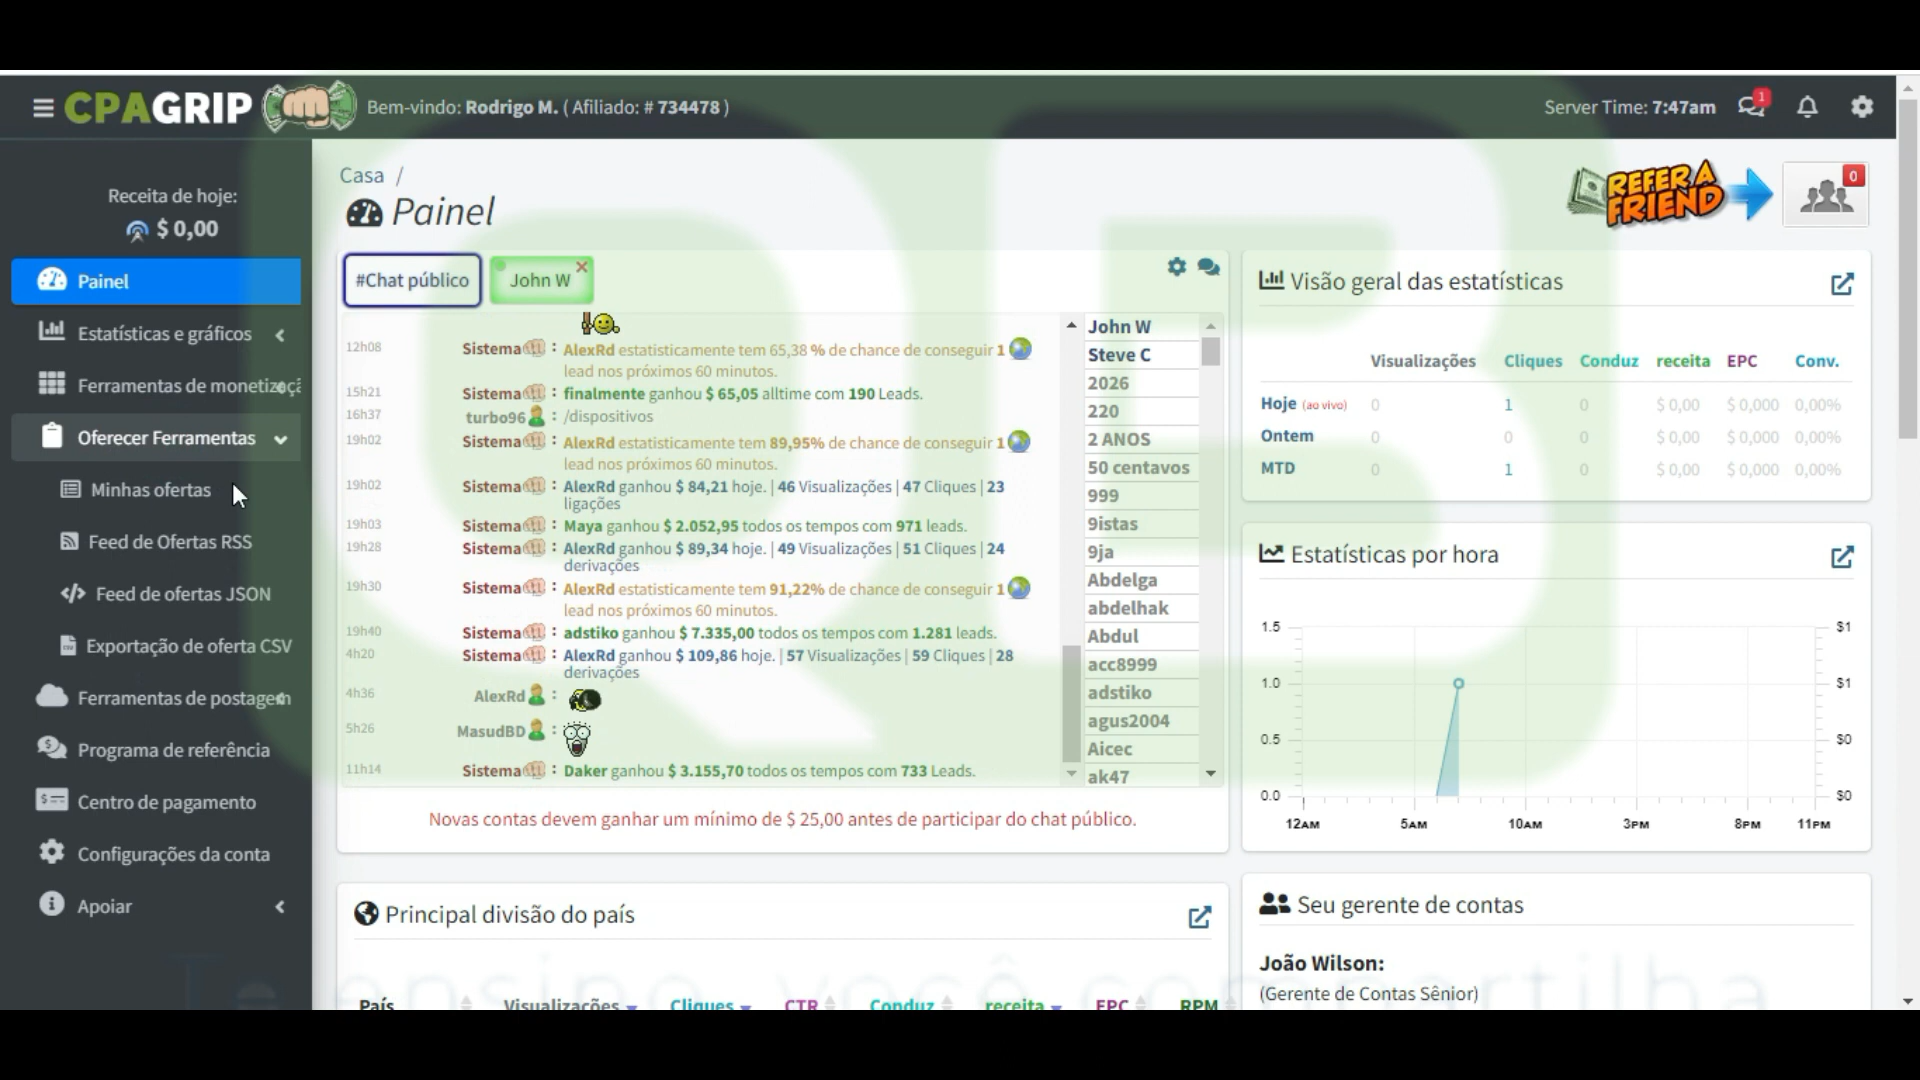 CPAGRIP
Bem-vindo: Rodrigo M. ( Afiliado: # 734478 )
Server Time: 7:47am
1
Receita de hoje:
$ 0,00
Painel
Estatísticas e gráficos
Ferramentas de monetizaçã
Oferecer Ferramentas
Minhas ofertas
Feed de Ofertas RSS
Feed de ofertas JSON
Exportação de oferta CSV
Ferramentas de postagem
Programa de referência
Centro de pagamento
Configurações da conta
Apoiar
Casa /
Painel
REFER A FRIEND
0
#Chat público
John W
12h08 Sistema : AlexRd estatisticamente tem 65,38 % de chance de conseguir 1
lead nos próximos 60 minutos.
15h21 Sistema : finalmente ganhou $ 65,05 alltime com 190 Leads.
16h37 turbo96 : /dispositivos
19h02 Sistema : AlexRd estatisticamente tem 89,95% de chance de conseguir 1
lead nos próximos 60 minutos.
19h02 Sistema : AlexRd ganhou $ 84,21 hoje. | 46 Visualizações | 47 Cliques | 23
ligações
19h03 Sistema : Maya ganhou $ 2.052,95 todos os tempos com 971 leads.
19h28 Sistema : AlexRd ganhou $ 89,34 hoje. | 49 Visualizações | 51 Cliques | 24
derivações
19h30 Sistema : AlexRd estatisticamente tem 91,22% de chance de conseguir 1
lead nos próximos 60 minutos.
19h40 Sistema : adstiko ganhou $ 7.335,00 todos os tempos com 1.281 leads.
4h20 Sistema : AlexRd ganhou $ 109,86 hoje. | 57 Visualizações | 59 Cliques | 28
derivações
4h36 AlexRd :
5h26 MasudBD :
11h14 Sistema : Daker ganhou $ 3.155,70 todos os tempos com 733 Leads.
John W
Steve C
2026
220
2 ANOS
50 centavos
999
9istas
9ja
Abdelga
abdelhak
Abdul
acc8999
adstiko
agus2004
Aicec
ak47
Novas contas devem ganhar um mínimo de $ 25,00 antes de participar do chat público.
Visão geral das estatísticas
Visualizações Cliques Conduz receita EPC Conv.
Hoje (ao vivo) 0 1 0 $ 0,00 $ 0,000 0,00%
Ontem 0 0 0 $ 0,00 $ 0,000 0,00%
MTD 0 1 0 $ 0,00 $ 0,000 0,00%
Estatísticas por hora
1.5 $1
1.0 $1
0.5 $0
0.0 $0
12AM 5AM 10AM 3PM 8PM 11PM
Principal divisão do país
País Visualizações Cliques CTR Conduz receita EPC RPM
Seu gerente de contas
João Wilson:
(Gerente de Contas Sênior)